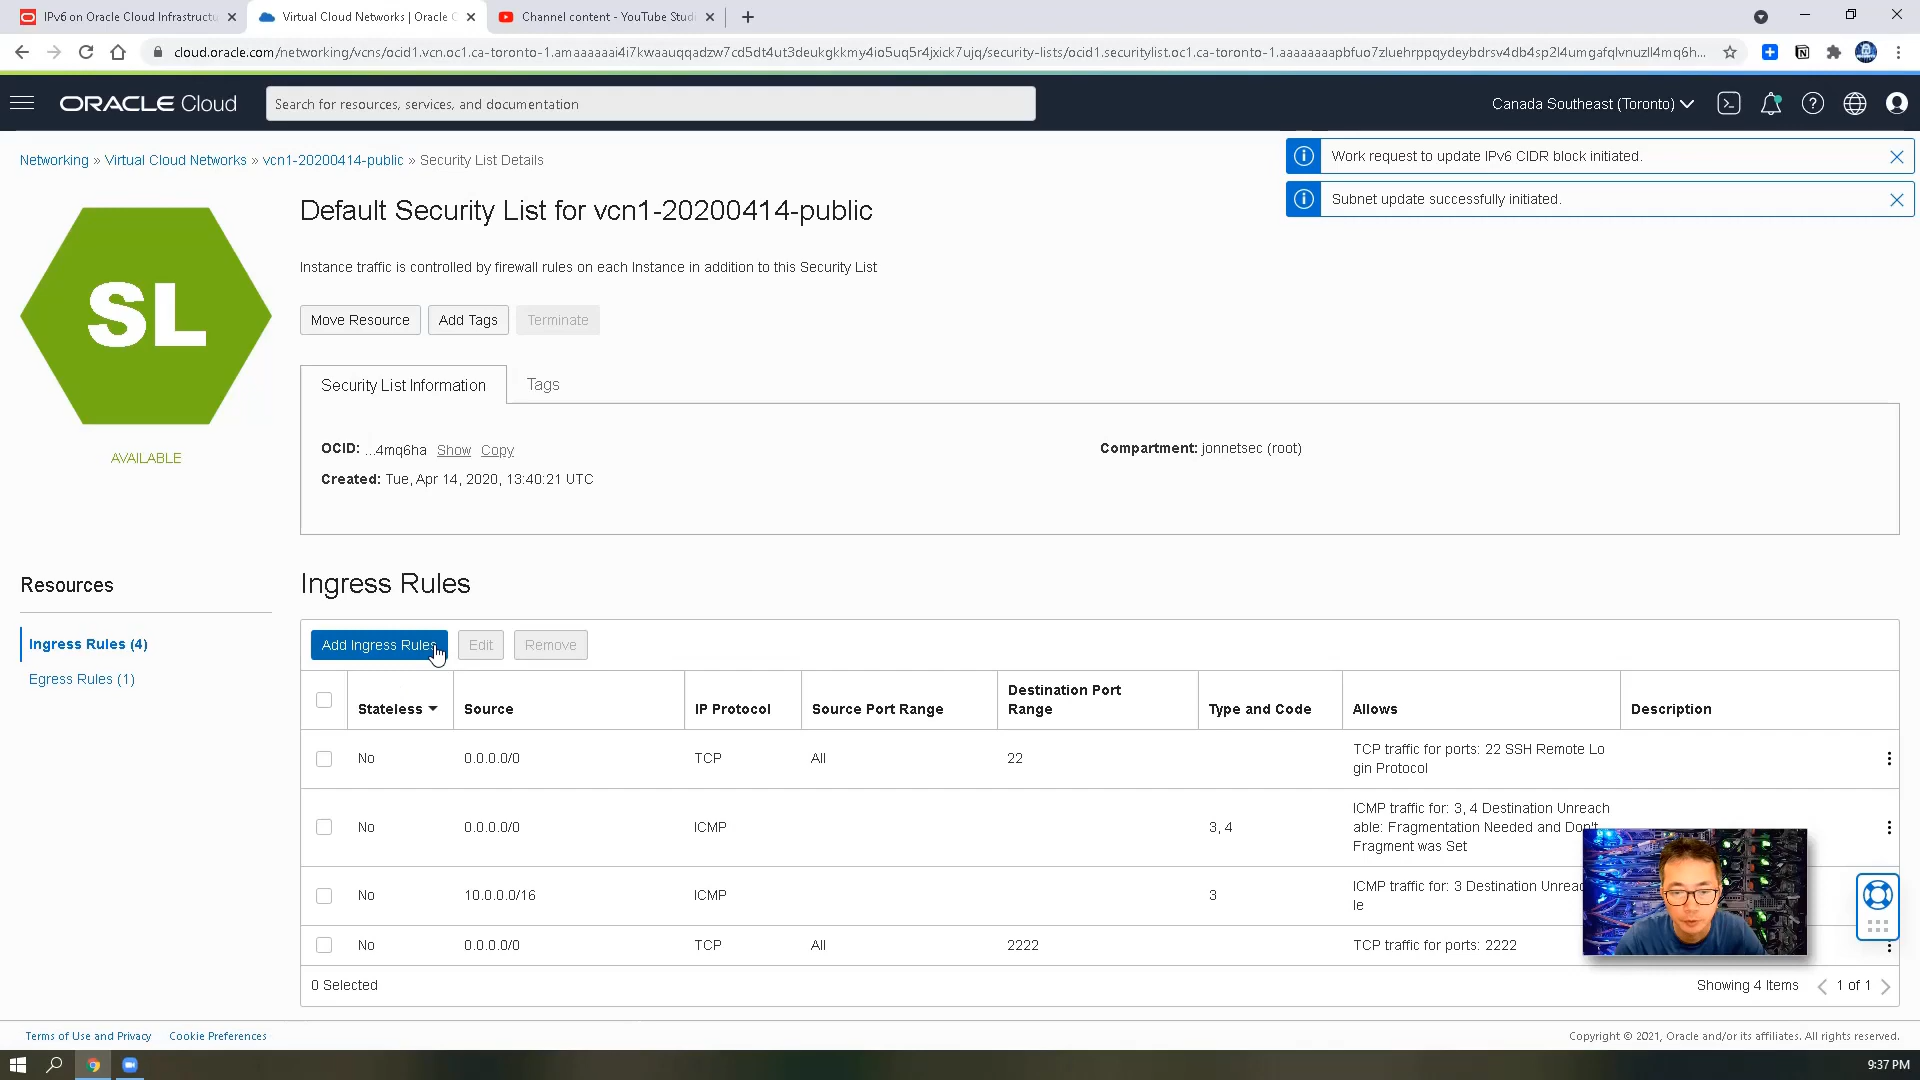 IPv6 on Oracle Cloud Infrastructu
Virtual Cloud Networks | Oracle C
Channel content - YouTube Studi
cloud.oracle.com/networking/vcns/ocid1.vcn.oc1.ca-toronto-1.amaaaaaai4i7kwaauqqadzw7cd5dt4ut3deukgkkmy4io5uq5r4jxick7ujq/security-lists/ocid1.securitylist.oc1.ca-toronto-1.aaaaaaaapbfuo7zluehrppqydeybdrsv4db4sp2l4umgafqlvnuzll4mq6h...
ORACLE Cloud
Search for resources, services, and documentation
Canada Southeast (Toronto)
Networking » Virtual Cloud Networks » vcn1-20200414-public » Security List Details
Work request to update IPv6 CIDR block initiated.
Subnet update successfully initiated.
SL
AVAILABLE
Default Security List for vcn1-20200414-public
Instance traffic is controlled by firewall rules on each Instance in addition to this Security List
Move Resource Add Tags Terminate
Security List Information Tags
OCID: ...4mq6ha Show Copy
Compartment: jonnetsec (root)
Created: Tue, Apr 14, 2020, 13:40:21 UTC
Resources
Ingress Rules (4)
Egress Rules (1)
Ingress Rules
Add Ingress Rules Edit Remove
Stateless Source IP Protocol Source Port Range Destination Port Range Type and Code Allows Description
No 0.0.0.0/0 TCP All 22 TCP traffic for ports: 22 SSH Remote Lo
gin Protocol
No 0.0.0.0/0 ICMP 3, 4 ICMP traffic for: 3, 4 Destination Unreach
able: Fragmentation Needed and Don't
Fragment was Set
No 10.0.0.0/16 ICMP 3 ICMP traffic for: 3 Destination Unreac
le
No 0.0.0.0/0 TCP All 2222 TCP traffic for ports: 2222
0 Selected
Showing 4 Items 1 of 1
Terms of Use and Privacy Cookie Preferences
Copyright © 2021, Oracle and/or its affiliates. All rights reserved.
9:37 PM